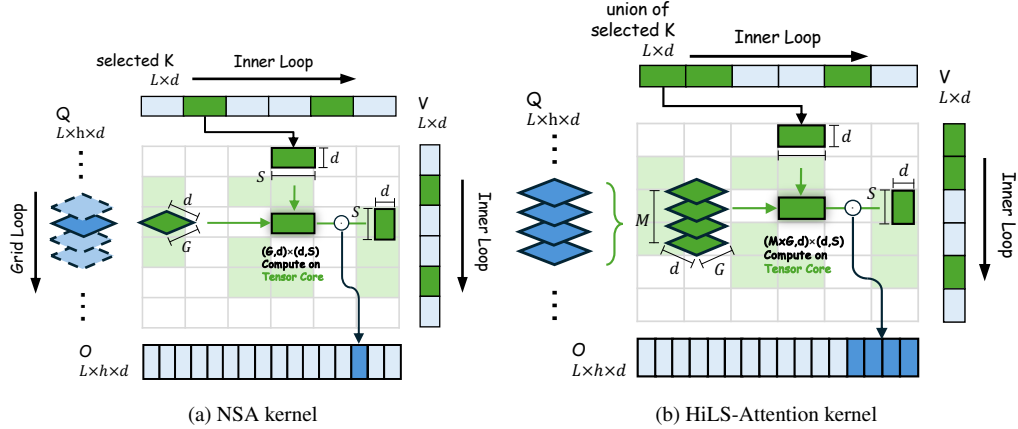 selected K
L×d
Inner Loop
Q
L×h×d
V
L×d
d
S
d
G
d
S
(G,d)×(d,S)
Compute on
Tensor Core
Grid Loop
Inner Loop
O
L×h×d
(a) NSA kernel
union of
selected K
L×d
Inner Loop
Q
L×h×d
V
L×d
d
d
S
M
d
G
(M×G,d)×(d,S)
Compute on
Tensor Core
Inner Loop
O
L×h×d
(b) HiLS-Attention kernel